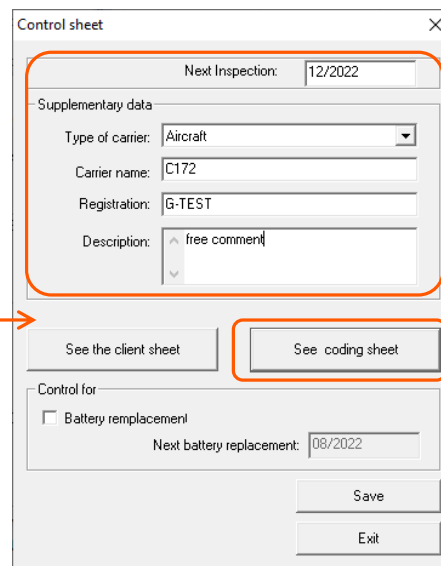 Control sheet
Next Inspection: 12/2022
Supplementary data
Type of carrier: Aircraft
Carrier name: C172
Registration: G-TEST
Description: free comment
See the client sheet
See coding sheet
Control for
Battery remplacement
Next battery replacement: 08/2022
Save
Exit